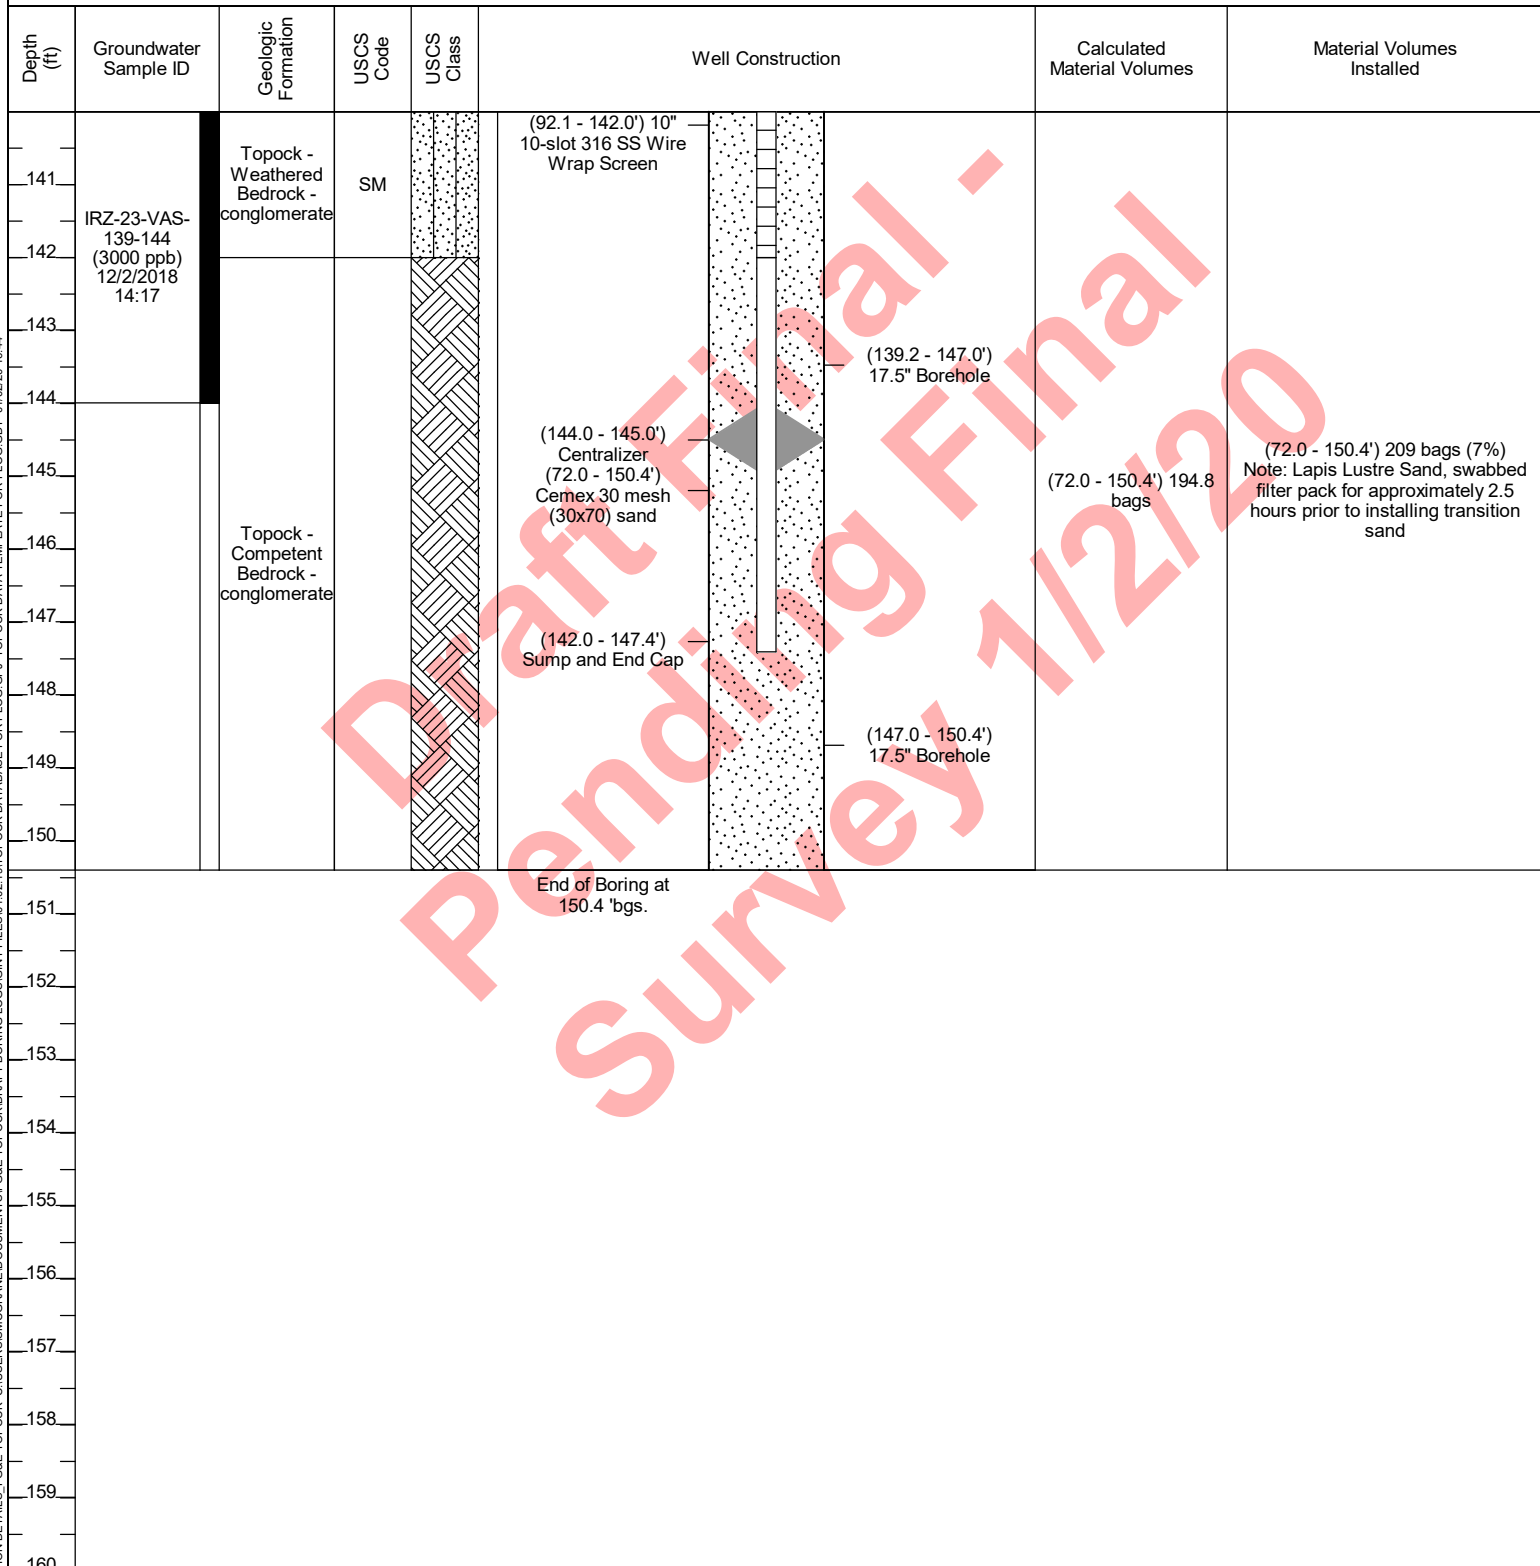 Depth
(ft)
Groundwater
Sample ID
Geologic
Formation
USCS
Code
USCS
Class
Well Construction
Calculated
Material Volumes
Material Volumes
Installed
141
142
143
144
145
146
147
148
149
150
151
152
153
154
155
156
157
158
159
160
IRZ-23-VAS-
139-144
(3000 ppb)
12/2/2018
14:17
Topock -
Weathered
Bedrock -
conglomerate
SM
Topock -
Competent
Bedrock -
conglomerate
(92.1 - 142.0') 10"
10-slot 316 SS Wire
Wrap Screen
(139.2 - 147.0')
17.5" Borehole
(144.0 - 145.0')
Centralizer
(72.0 - 150.4')
Cemex 30 mesh
(30x70) sand
(142.0 - 147.4')
Sump and End Cap
(147.0 - 150.4')
17.5" Borehole
End of Boring at
150.4 'bgs.
(72.0 - 150.4') 194.8
bags
(72.0 - 150.4') 209 bags (7%)
Note: Lapis Lustre Sand, swabbed
filter pack for approximately 2.5
hours prior to installing transition
sand
Draft Final -
Pending Final
Survey 1/2/20